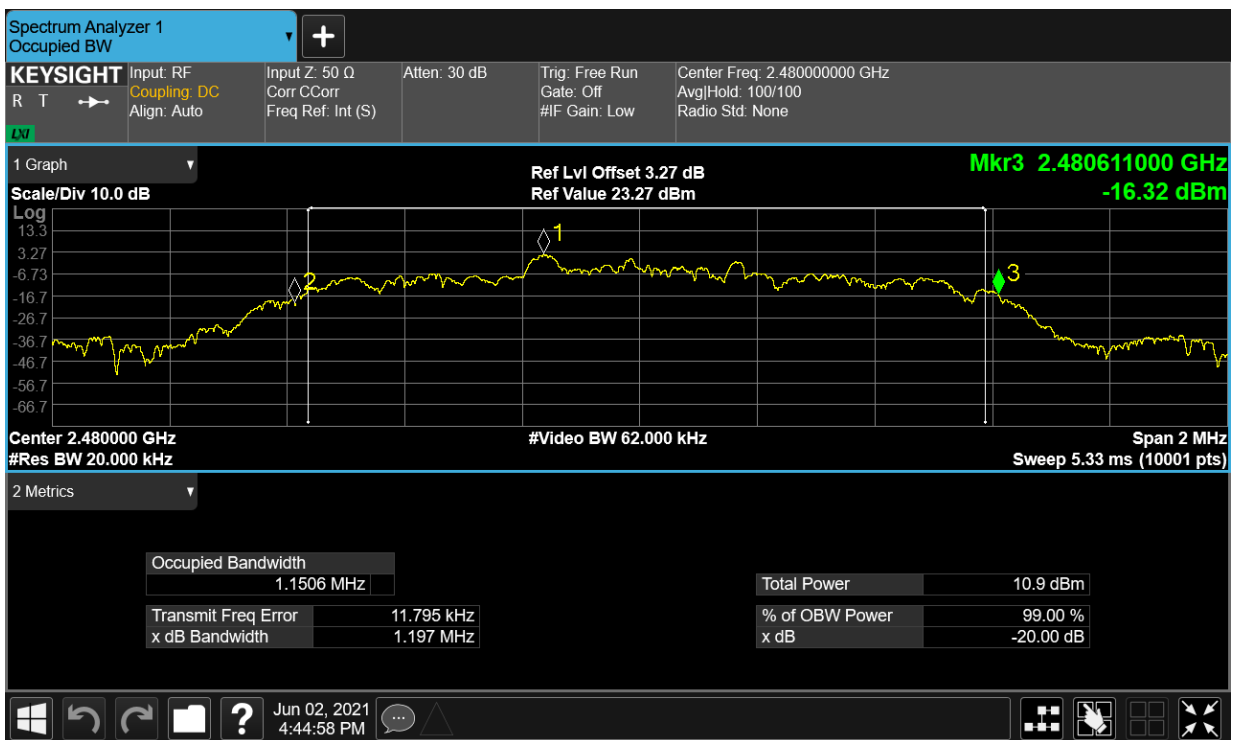 Spectrum Analyzer 1
Occupied BW
▼
+
KEYSIGHT
R T
LXI
Input: RF
Coupling: DC
Align: Auto
Input Z: 50 Ω
Corr CCorr
Freq Ref: Int (S)
Atten: 30 dB
Trig: Free Run
Gate: Off
#IF Gain: Low
Center Freq: 2.480000000 GHz
Avg|Hold: 100/100
Radio Std: None
1 Graph ▼
Scale/Div 10.0 dB
Ref Lvl Offset 3.27 dB
Ref Value 23.27 dBm
Mkr3 2.480611000 GHz
-16.32 dBm
Log
13.3
3.27
-6.73
-16.7
-26.7
-36.7
-46.7
-56.7
-66.7
1
2
3
Center 2.480000 GHz
#Res BW 20.000 kHz
#Video BW 62.000 kHz
Span 2 MHz
Sweep 5.33 ms (10001 pts)
2 Metrics ▼
Occupied Bandwidth
1.1506 MHz
Transmit Freq Error 11.795 kHz
x dB Bandwidth 1.197 MHz
Total Power 10.9 dBm
% of OBW Power 99.00 %
x dB -20.00 dB
?
Jun 02, 2021
4:44:58 PM